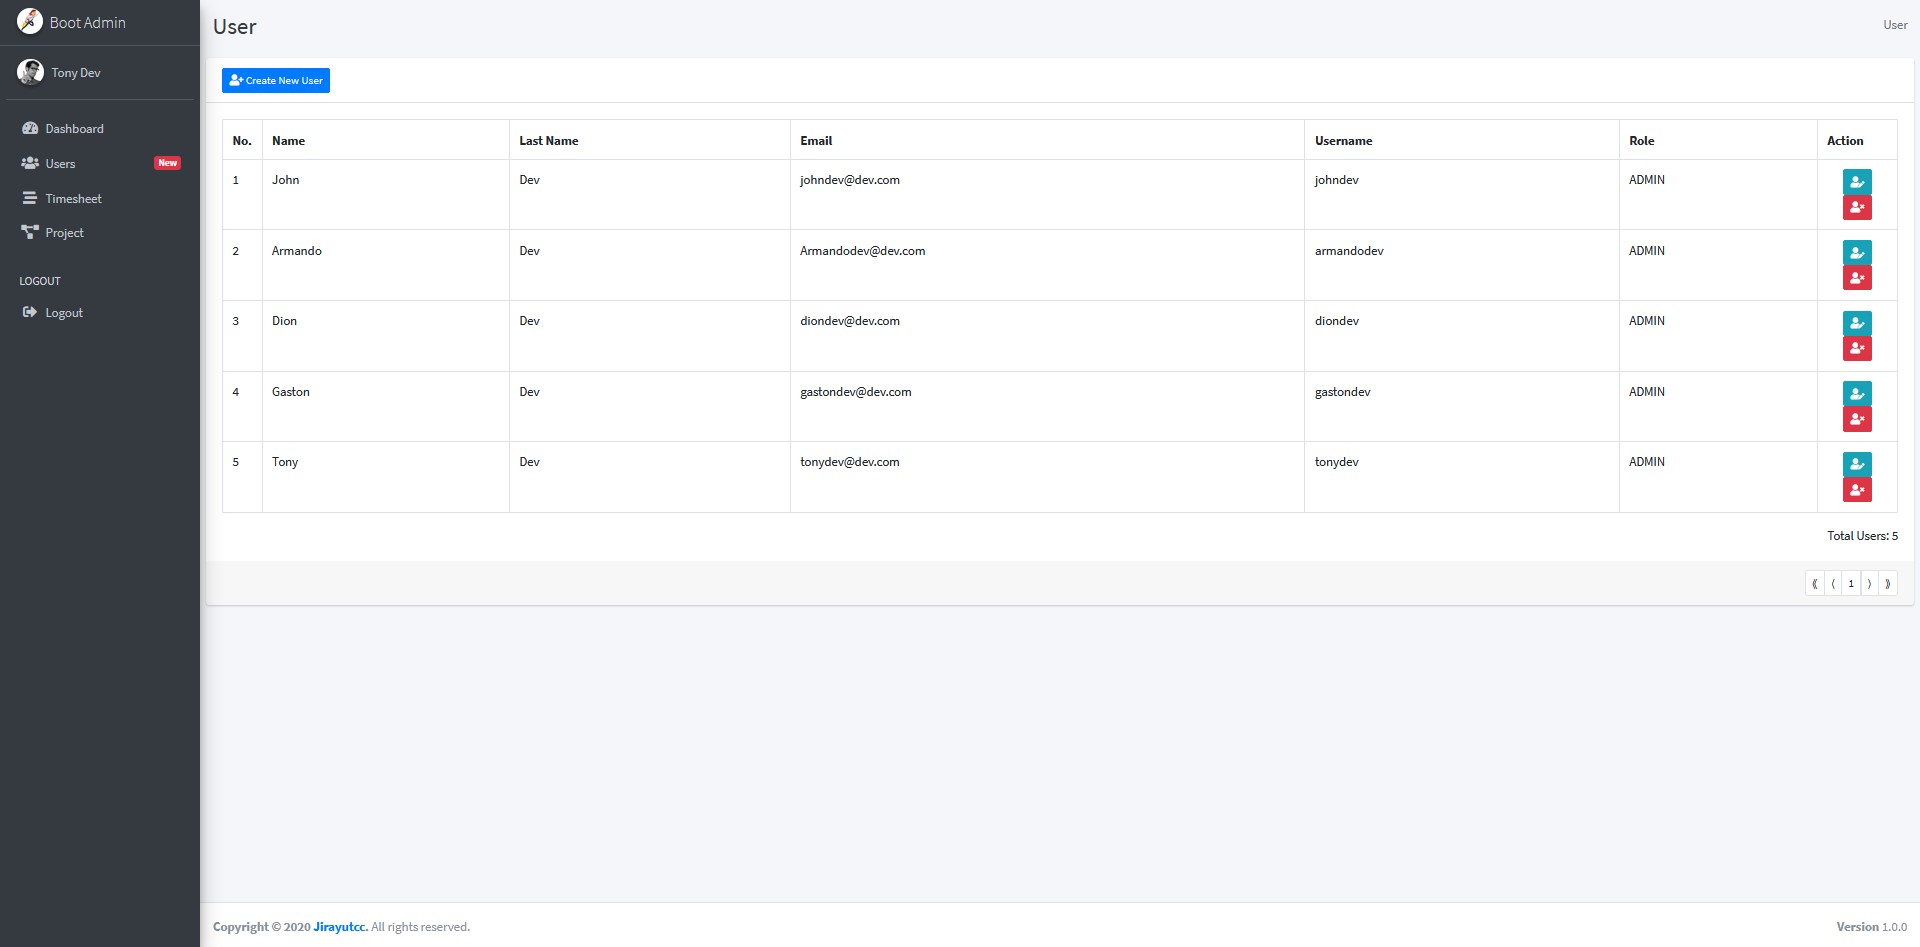 Boot Admin
Tony Dev
Dashboard
Users New
Timesheet
Project
LOGOUT
Logout
User
User
Create New User
No. Name Last Name Email Username Role Action
1 John Dev johndev@dev.com johndev ADMIN
2 Armando Dev Armandodev@dev.com armandodev ADMIN
3 Dion Dev diondev@dev.com diondev ADMIN
4 Gaston Dev gastondev@dev.com gastondev ADMIN
5 Tony Dev tonydev@dev.com tonydev ADMIN
Total Users: 5
⟪ ⟨ 1 ⟩ ⟫
Copyright © 2020 Jirayutcc. All rights reserved.
Version 1.0.0